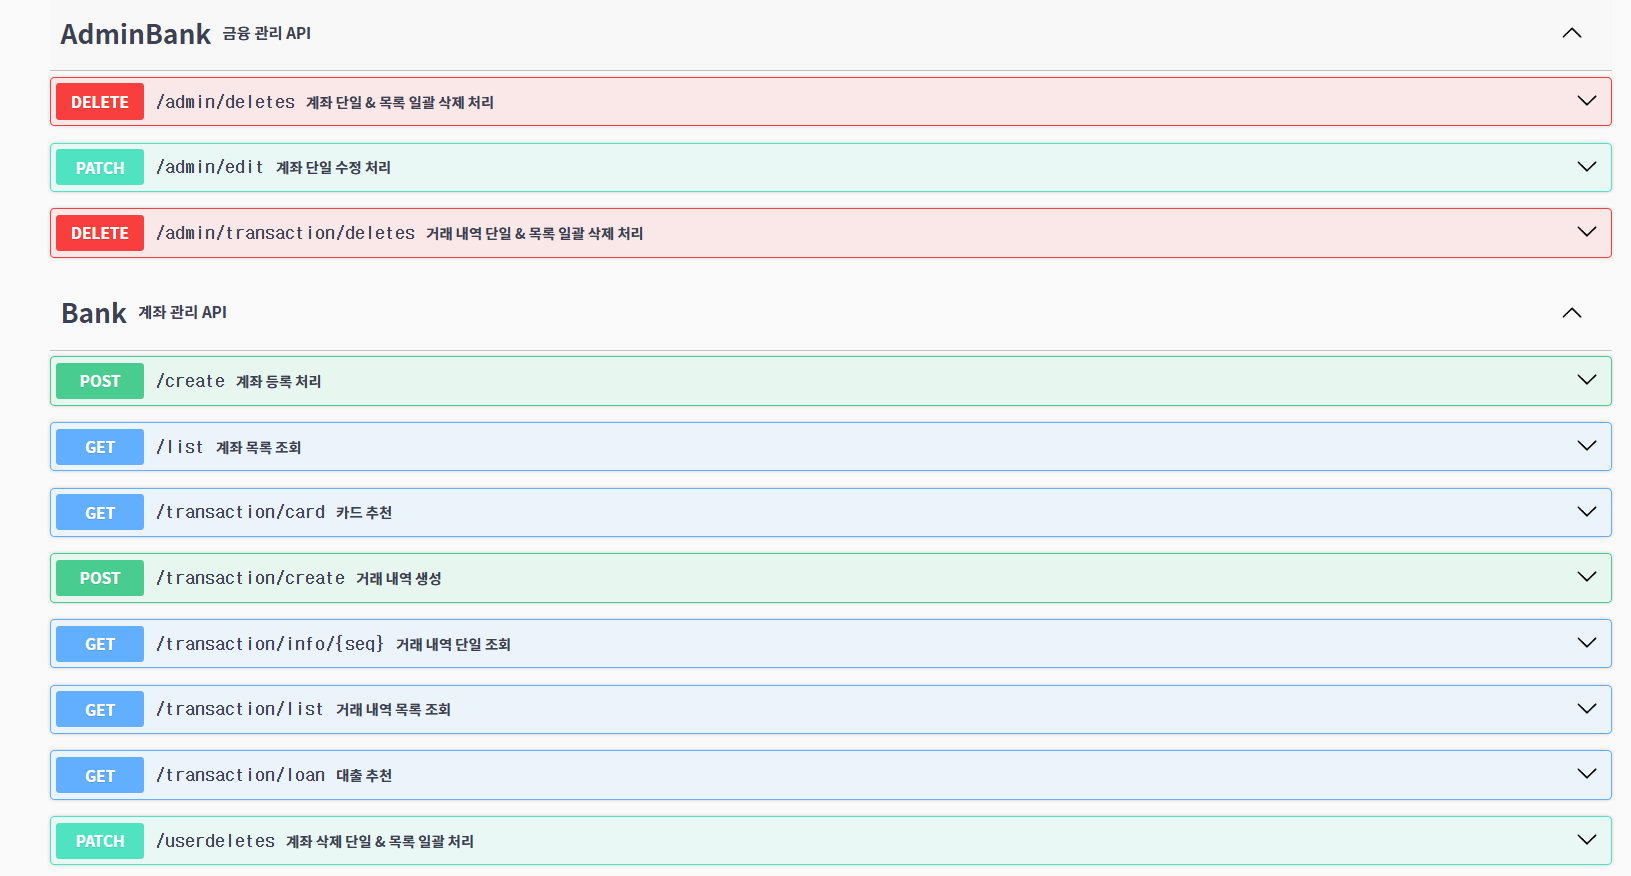 AdminBank 금융 관리 API
DELETE /admin/deletes 계좌 단일 & 목록 일괄 삭제 처리
PATCH /admin/edit 계좌 단일 수정 처리
DELETE /admin/transaction/deletes 거래 내역 단일 & 목록 일괄 삭제 처리
Bank 계좌 관리 API
POST /create 계좌 등록 처리
GET /list 계좌 목록 조회
GET /transaction/card 카드 추천
POST /transaction/create 거래 내역 생성
GET /transaction/info/{seq} 거래 내역 단일 조회
GET /transaction/list 거래 내역 목록 조회
GET /transaction/loan 대출 추천
PATCH /userdeletes 계좌 삭제 단일 & 목록 일괄 처리